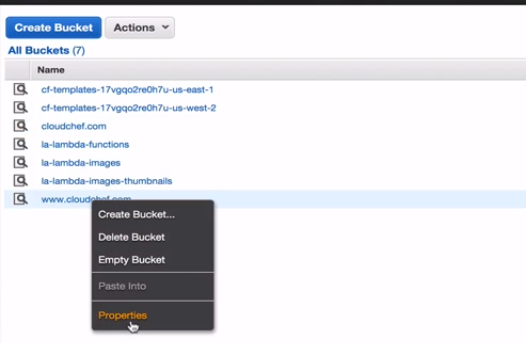 Create Bucket Actions
All Buckets (7)
Name
cf-templates-17vgqo2re0h7u-us-east-1
cf-templates-17vgqo2re0h7u-us-west-2
cloudchef.com
la-lambda-functions
la-lambda-images
la-lambda-images-thumbnails
www.cloudchef.com
Create Bucket...
Delete Bucket
Empty Bucket
Paste Into
Properties